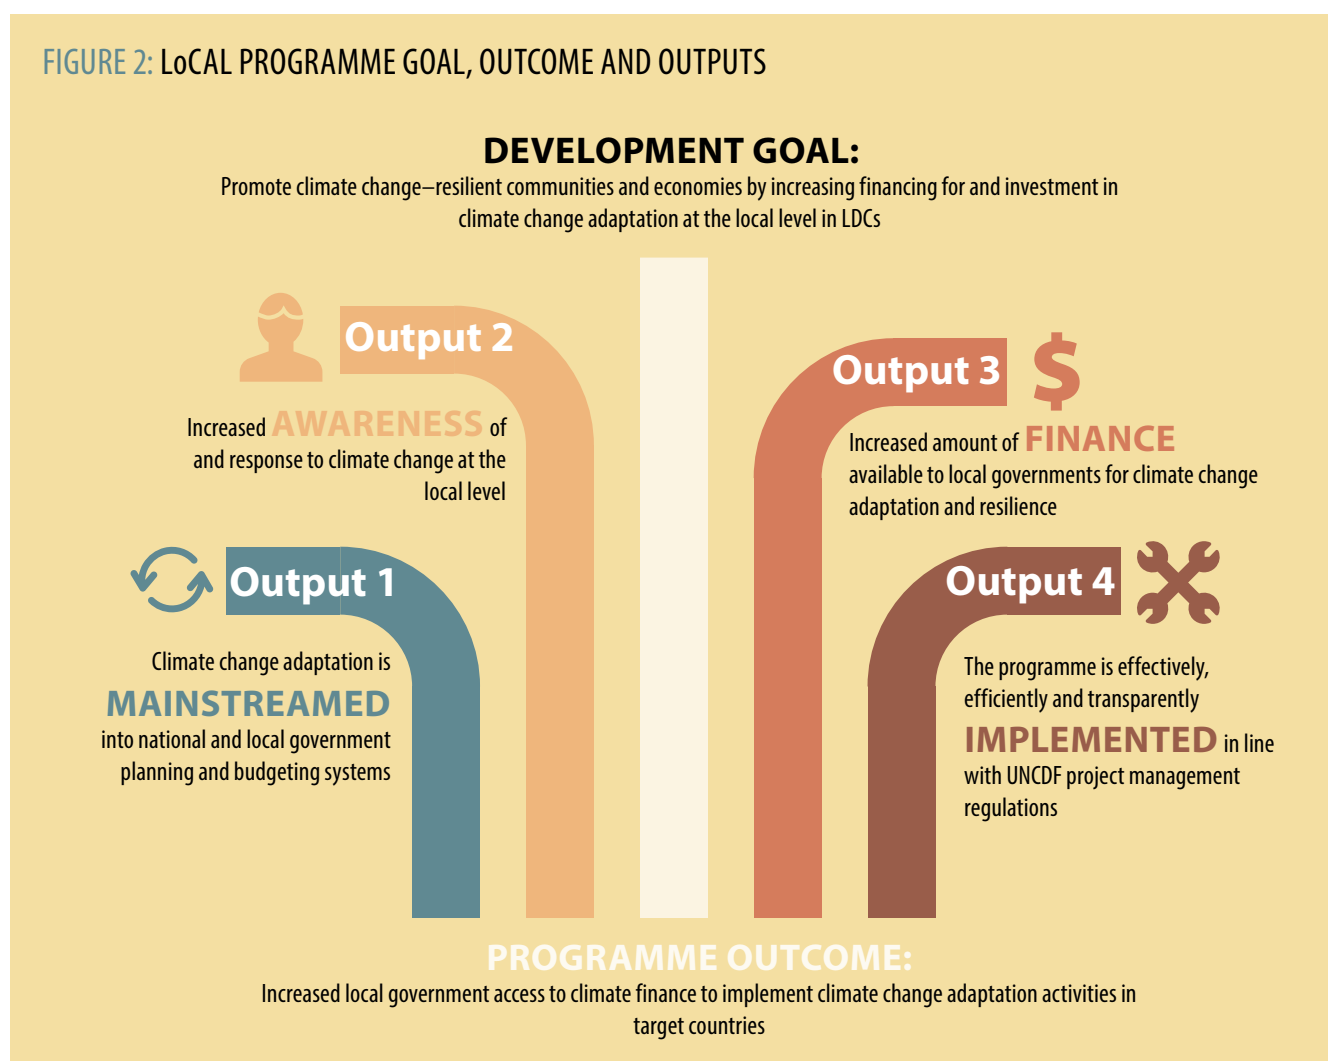 FIGURE 2: LoCAL PROGRAMME GOAL, OUTCOME AND OUTPUTS
DEVELOPMENT GOAL:
Promote climate change–resilient communities and economies by increasing financing for and investment in
climate change adaptation at the local level in LDCs
Output 2
Increased AWARENESS of
and response to climate change at the
local level
Output 3
$
Increased amount of FINANCE
available to local governments for climate change
adaptation and resilience
Output 1
Climate change adaptation is
MAINSTREAMED
into national and local government
planning and budgeting systems
Output 4
The programme is effectively,
efficiently and transparently
IMPLEMENTED in line
with UNCDF project management
regulations
PROGRAMME OUTCOME:
Increased local government access to climate finance to implement climate change adaptation activities in
target countries